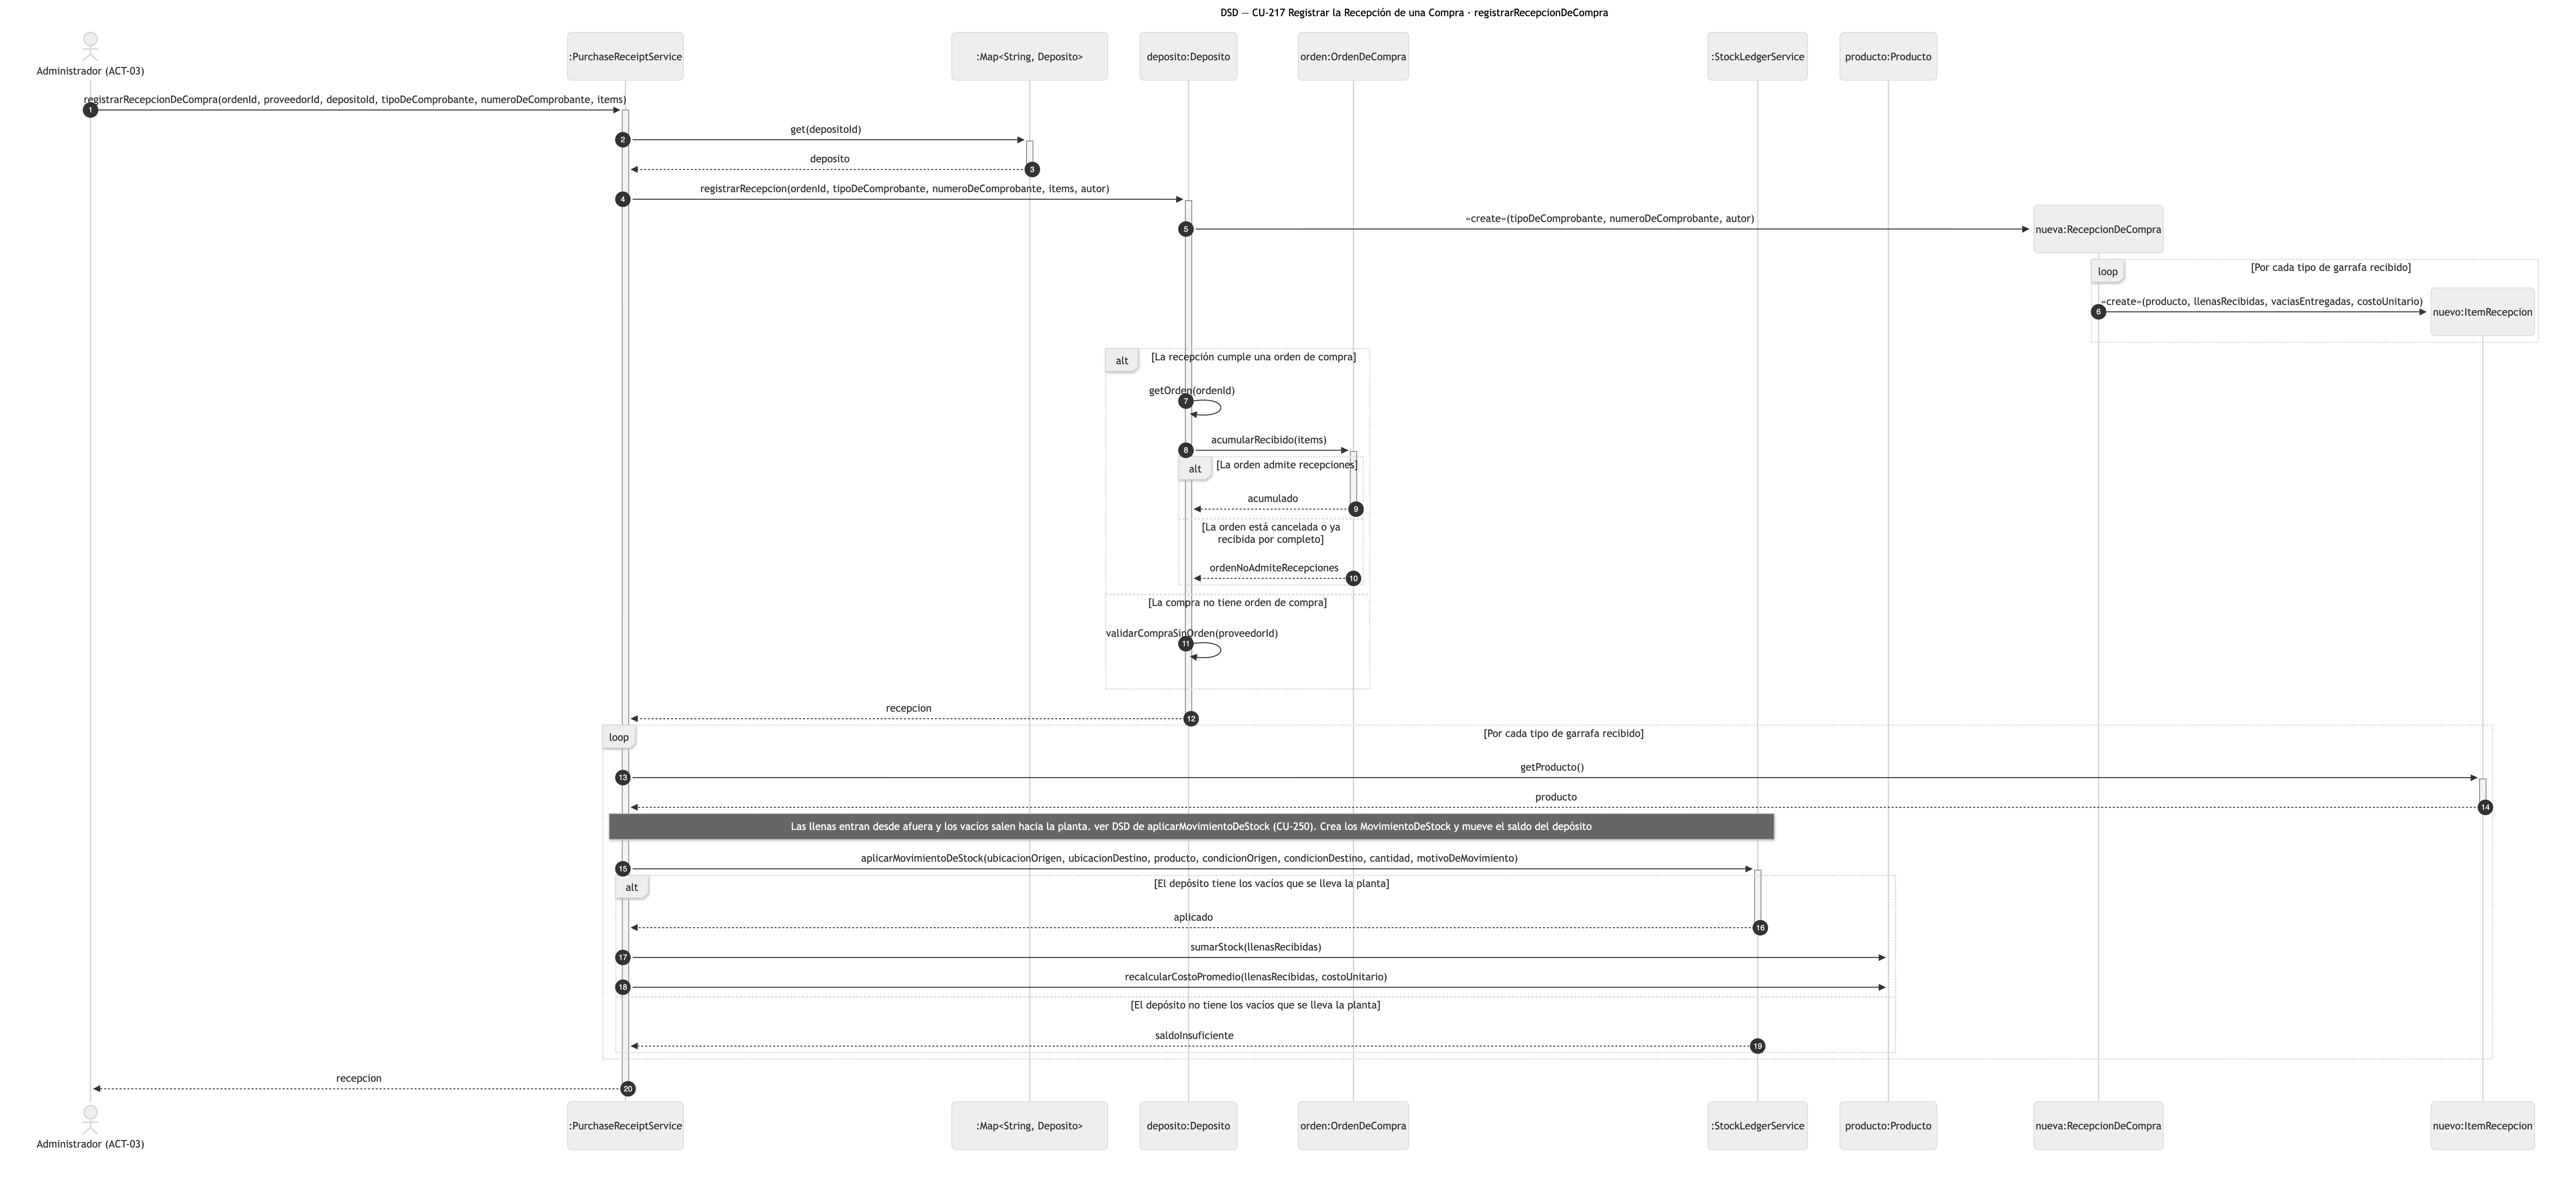 DSD — CU-217 Registrar la Recepción de una Compra · registrarRecepcionDeCompra
Administrador (ACT-03)
:PurchaseReceiptService
:Map<String, Deposito>
deposito:Deposito
orden:OrdenDeCompra
:StockLedgerService
producto:Producto
registrarRecepcionDeCompra(ordenId, proveedorId, depositoId, tipoDeComprobante, numeroDeComprobante, items)
1
get(depositoId)
2
deposito
3
registrarRecepcion(ordenId, tipoDeComprobante, numeroDeComprobante, items, autor)
4
«create»(tipoDeComprobante, numeroDeComprobante, autor)
5
nueva:RecepcionDeCompra
loop
[Por cada tipo de garrafa recibido]
«create»(producto, llenasRecibidas, vaciasEntregadas, costoUnitario)
6
nuevo:ItemRecepcion
alt
[La recepción cumple una orden de compra]
getOrden(ordenId)
7
acumularRecibido(items)
8
alt
[La orden admite recepciones]
acumulado
9
[La orden está cancelada o ya
recibida por completo]
ordenNoAdmiteRecepciones
10
[La compra no tiene orden de compra]
validarCompraSinOrden(proveedorId)
11
recepcion
12
loop
[Por cada tipo de garrafa recibido]
getProducto()
13
producto
14
Las llenas entran desde afuera y los vacíos salen hacia la planta. ver DSD de aplicarMovimientoDeStock (CU-250). Crea los MovimientoDeStock y mueve el saldo del depósito
aplicarMovimientoDeStock(ubicacionOrigen, ubicacionDestino, producto, condicionOrigen, condicionDestino, cantidad, motivoDeMovimiento)
15
alt
[El depósito tiene los vacíos que se lleva la planta]
aplicado
16
sumarStock(llenasRecibidas)
17
recalcularCostoPromedio(llenasRecibidas, costoUnitario)
18
[El depósito no tiene los vacíos que se lleva la planta]
saldoInsuficiente
19
recepcion
20
Administrador (ACT-03)
:PurchaseReceiptService
:Map<String, Deposito>
deposito:Deposito
orden:OrdenDeCompra
:StockLedgerService
producto:Producto
nueva:RecepcionDeCompra
nuevo:ItemRecepcion